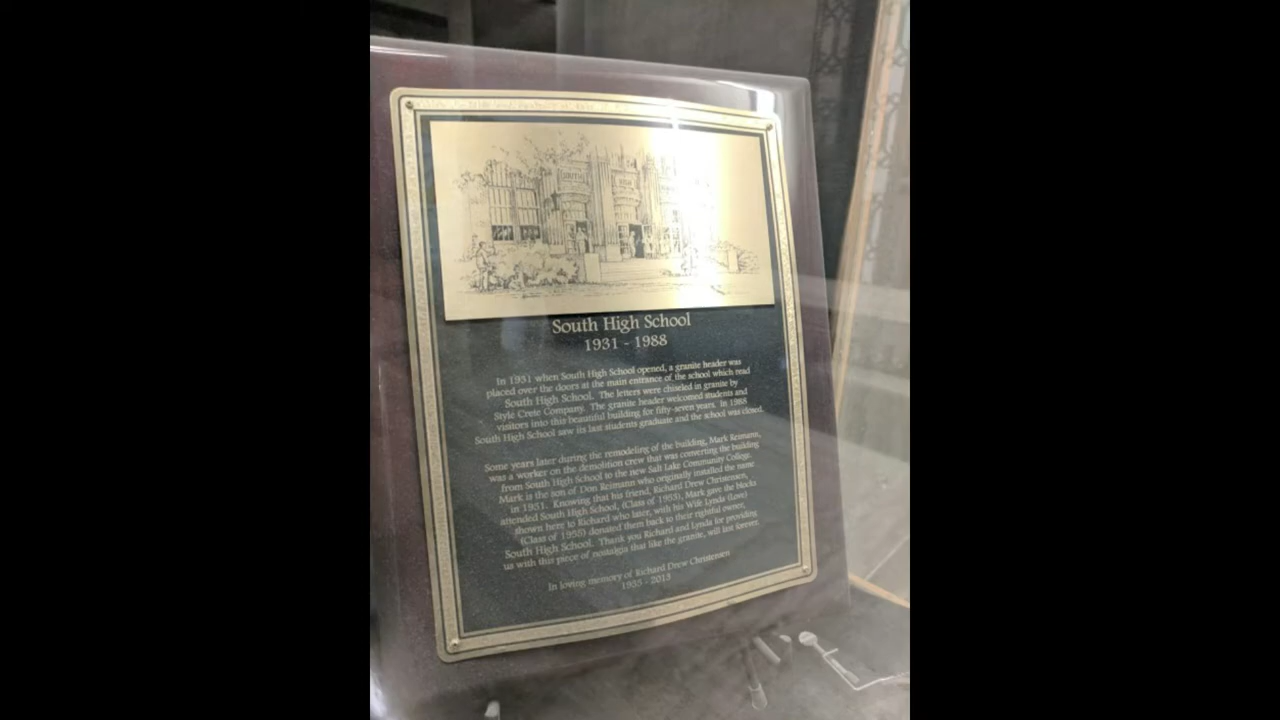 SOUTH
HIGH
South High School
1931 - 1988
In 1931 when South High School opened, a granite header was
placed over the doors at the main entrance of the school which read
South High School. The letters were chiseled in granite by
Style Crete Company. The granite header welcomed students and
visitors into this beautiful building for fifty-seven years. In 1988
South High School saw its last students graduate and the school was closed.
Some years later during the remodeling of the building, Mark Reimann,
was a worker on the demolition crew that was converting the building
from South High School to the new Salt Lake Community College.
Mark is the son of Don Reimann who originally installed the name
in 1931. Knowing that his friend, Richard Drew Christensen,
attended South High School, (Class of 1953), Mark gave the blocks
shown here to Richard who later, with his Wife Lynda (Love)
(Class of 1955) donated them back to their rightful owner,
South High School. Thank you Richard and Lynda for providing
us with this piece of nostalgia that like the granite, will last forever.
In loving memory of Richard Drew Christensen
1935 - 2013